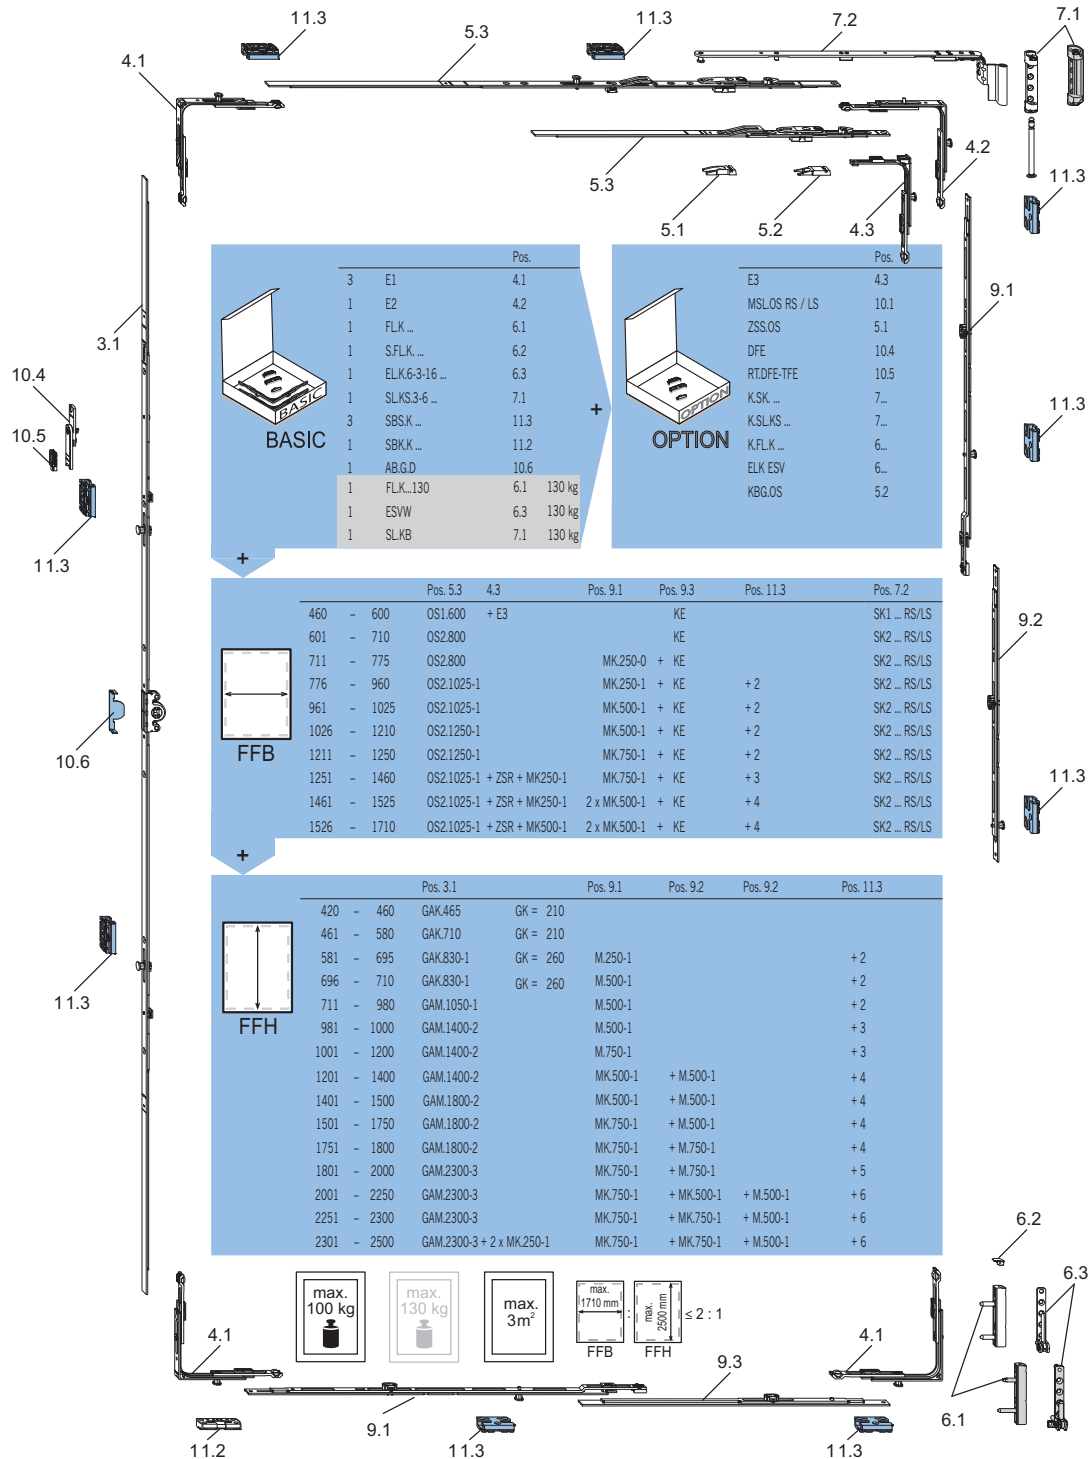 11.3
11.3
7.2
7.1
5.3
4.1
5.3
4.2
11.3
5.1
5.2
4.3
3.1
9.1
10.4
10.5
11.3
11.3
Pos.
3 E1 4.1
1 E2 4.2
1 FL.K ... 6.1
1 S.FL.K. ... 6.2
1 EL.K.6-3-16 ... 6.3
1 SL.KS.3-6 ... 7.1
3 SBS.K ... 11.3
1 SBK.K ... 11.2
1 AB.G.D 10.6
1 FL.K...130 6.1 130 kg
1 ESVW 6.3 130 kg
1 SL.KB 7.1 130 kg
BASIC
BASIC
+
Pos.
E3 4.3
MSL.OS RS / LS 10.1
ZSS.OS 5.1
DFE 10.4
RT.DFE-TFE 10.5
K.SK. ... 7...
K.SL.KS ... 7...
K.FL.K ... 6...
ELK ESV 6...
KBG.OS 5.2
OPTION
OPTION
+
Pos. 5.3 4.3 Pos. 9.1 Pos. 9.3 Pos. 11.3 Pos. 7.2
460 – 600 OS1.600 + E3 KE SK1 ... RS/LS
601 – 710 OS2.800 KE SK2 ... RS/LS
711 – 775 OS2.800 MK.250-0 + KE SK2 ... RS/LS
776 – 960 OS2.1025-1 MK.250-1 + KE + 2 SK2 ... RS/LS
961 – 1025 OS2.1025-1 MK.500-1 + KE + 2 SK2 ... RS/LS
1026 – 1210 OS2.1250-1 MK.500-1 + KE + 2 SK2 ... RS/LS
1211 – 1250 OS2.1250-1 MK.750-1 + KE + 2 SK2 ... RS/LS
1251 – 1460 OS2.1025-1 + ZSR + MK250-1 MK.750-1 + KE + 3 SK2 ... RS/LS
1461 – 1525 OS2.1025-1 + ZSR + MK250-1 2 x MK.500-1 + KE + 4 SK2 ... RS/LS
1526 – 1710 OS2.1025-1 + ZSR + MK500-1 2 x MK.500-1 + KE + 4 SK2 ... RS/LS
FFB
9.2
10.6
11.3
+
Pos. 3.1 Pos. 9.1 Pos. 9.2 Pos. 9.2 Pos. 11.3
420 – 460 GAK.465 GK = 210
461 – 580 GAK.710 GK = 210
581 – 695 GAK.830-1 GK = 260 M.250-1 + 2
696 – 710 GAK.830-1 GK = 260 M.500-1 + 2
711 – 980 GAM.1050-1 M.500-1 + 2
981 – 1000 GAM.1400-2 M.500-1 + 3
1001 – 1200 GAM.1400-2 M.750-1 + 3
1201 – 1400 GAM.1400-2 MK.500-1 + M.500-1 + 4
1401 – 1500 GAM.1800-2 MK.500-1 + M.500-1 + 4
1501 – 1750 GAM.1800-2 MK.750-1 + M.500-1 + 4
1751 – 1800 GAM.1800-2 MK.750-1 + M.750-1 + 4
1801 – 2000 GAM.2300-3 MK.750-1 + M.750-1 + 5
2001 – 2250 GAM.2300-3 MK.750-1 + MK.500-1 + M.500-1 + 6
2251 – 2300 GAM.2300-3 MK.750-1 + MK.750-1 + M.500-1 + 6
2301 – 2500 GAM.2300-3 + 2 x MK.250-1 MK.750-1 + MK.750-1 + M.500-1 + 6
FFH
11.3
6.2
6.3
max.
100 kg
max.
130 kg
max.
3m²
max.
1710 mm
FFB
:
max.
2500 mm
FFH
≤ 2 : 1
4.1
4.1
9.3
9.1
6.1
11.2
11.3
11.3